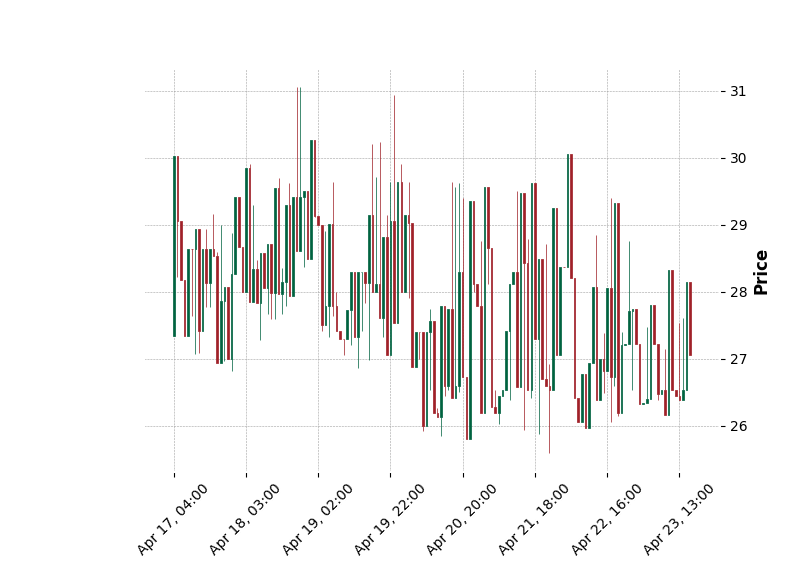 31
30
29
28
27
26
Price
Apr 17, 04:00
Apr 18, 03:00
Apr 19, 02:00
Apr 19, 22:00
Apr 20, 20:00
Apr 21, 18:00
Apr 22, 16:00
Apr 23, 13:00